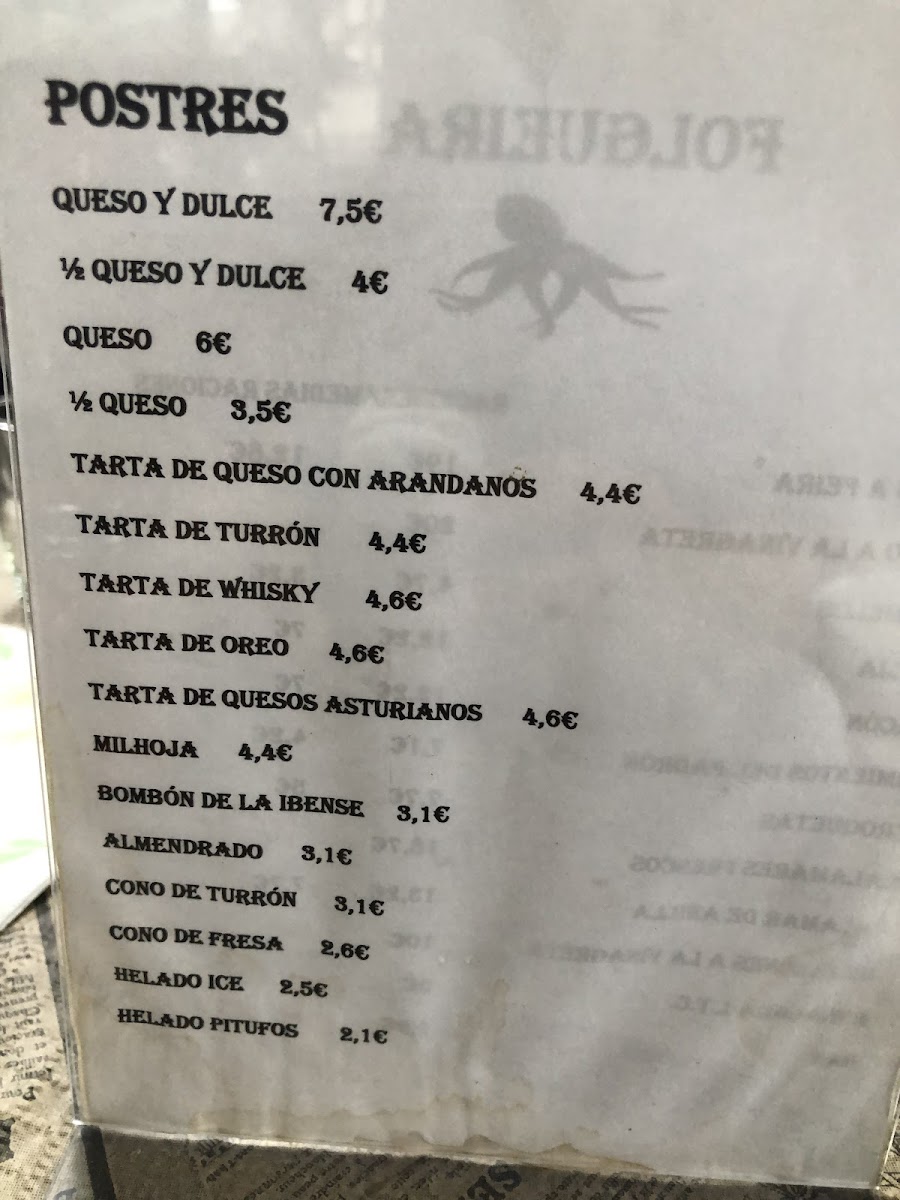 POSTRES
FOLGUEIRA
QUESO Y DULCE 7,5€
½ QUESO Y DULCE 4€
QUESO 6€
½ QUESO 3,5€
TARTA DE QUESO CON ARANDANOS 4,4€
TARTA DE TURRÓN 4,4€
TARTA DE WHISKY 4,6€
TARTA DE OREO 4,6€
TARTA DE QUESOS ASTURIANOS 4,6€
MILHOJA 4,4€
BOMBÓN DE LA IBENSE 3,1€
ALMENDRADO 3,1€
CONO DE TURRÓN 3,1€
CONO DE FRESA 2,6€
HELADO ICE 2,5€
HELADO PITUFOS 2,1€